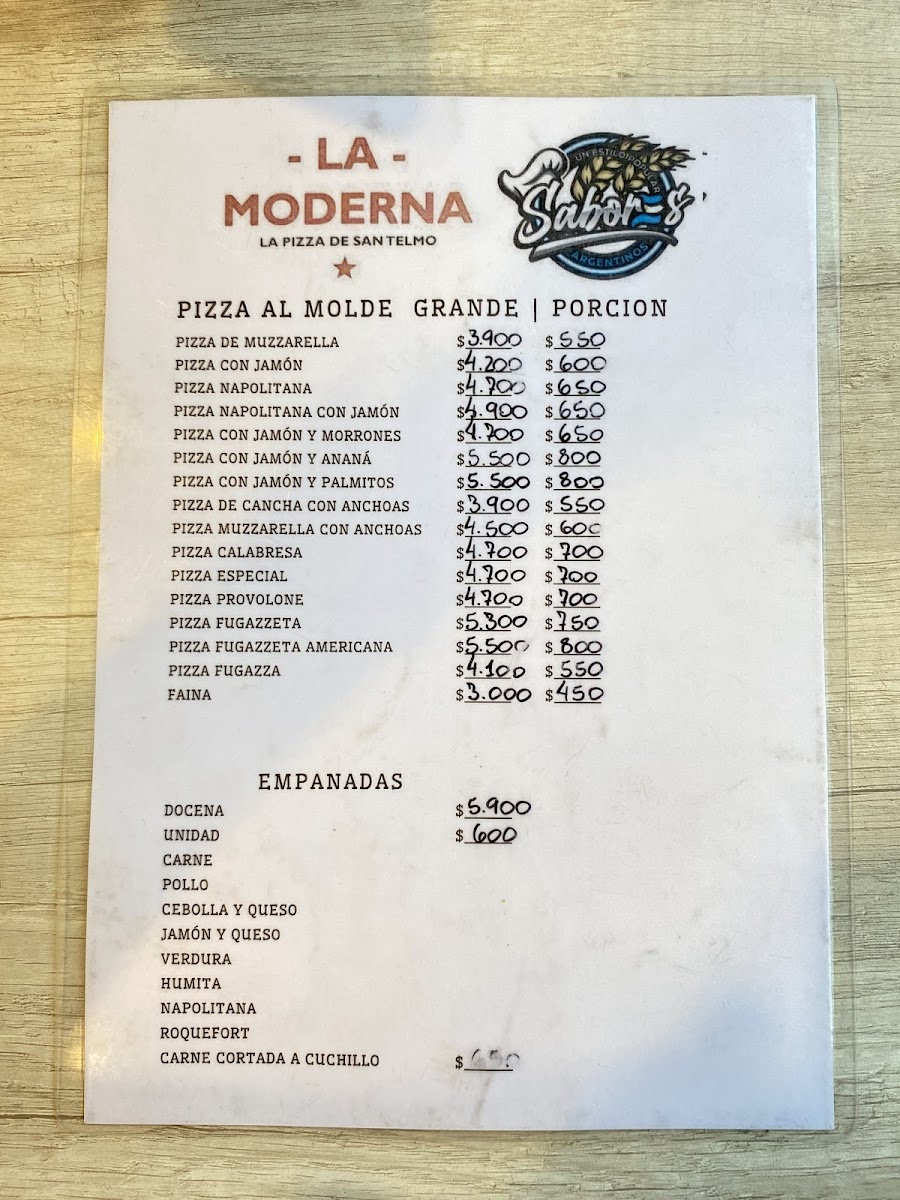 - LA -
MODERNA
LA PIZZA DE SAN TELMO
UN ESTILO POPULAR
Sabores
ARGENTINOS
PIZZA AL MOLDE GRANDE | PORCION
PIZZA DE MUZZARELLA $3.900 $550
PIZZA CON JAMÓN $4.200 $600
PIZZA NAPOLITANA $4.700 $650
PIZZA NAPOLITANA CON JAMÓN $4.900 $650
PIZZA CON JAMÓN Y MORRONES $4.700 $650
PIZZA CON JAMÓN Y ANANÁ $5.500 $800
PIZZA CON JAMÓN Y PALMITOS $5.500 $800
PIZZA DE CANCHA CON ANCHOAS $3.900 $550
PIZZA MUZZARELLA CON ANCHOAS $4.500 $600
PIZZA CALABRESA $4.700 $700
PIZZA ESPECIAL $4.700 $700
PIZZA PROVOLONE $4.700 $700
PIZZA FUGAZZETA $5.300 $750
PIZZA FUGAZZETA AMERICANA $5.500 $800
PIZZA FUGAZZA $4.100 $550
FAINA $3.000 $450
EMPANADAS
DOCENA $5.900
UNIDAD $600
CARNE
POLLO
CEBOLLA Y QUESO
JAMÓN Y QUESO
VERDURA
HUMITA
NAPOLITANA
ROQUEFORT
CARNE CORTADA A CUCHILLO $650